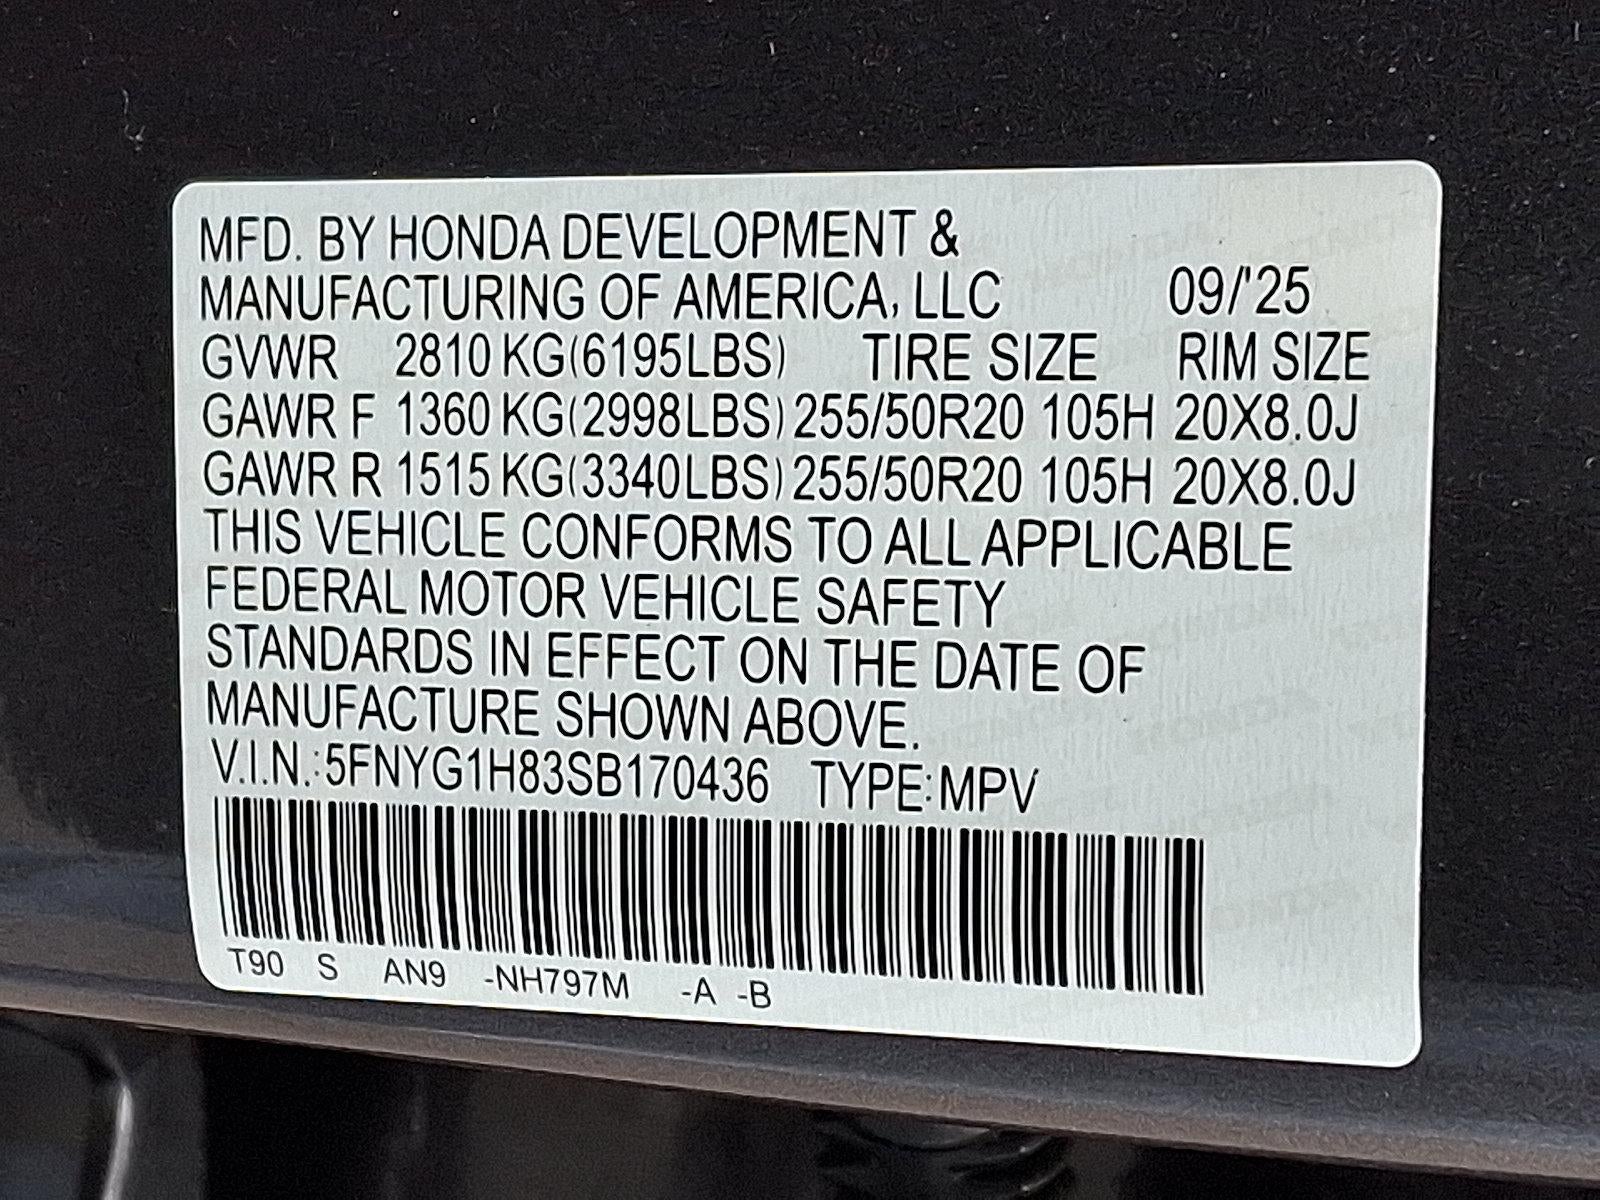 MFD. BY HONDA DEVELOPMENT &
MANUFACTURING OF AMERICA, LLC 09/'25
GVWR 2810 KG(6195LBS) TIRE SIZE RIM SIZE
GAWR F 1360 KG(2998LBS) 255/50R20 105H 20X8.0J
GAWR R 1515 KG(3340LBS) 255/50R20 105H 20X8.0J
THIS VEHICLE CONFORMS TO ALL APPLICABLE
FEDERAL MOTOR VEHICLE SAFETY
STANDARDS IN EFFECT ON THE DATE OF
MANUFACTURE SHOWN ABOVE.
V.I.N.:5FNYG1H83SB170436 TYPE:MPV
T90 S AN9 -NH797M -A -B